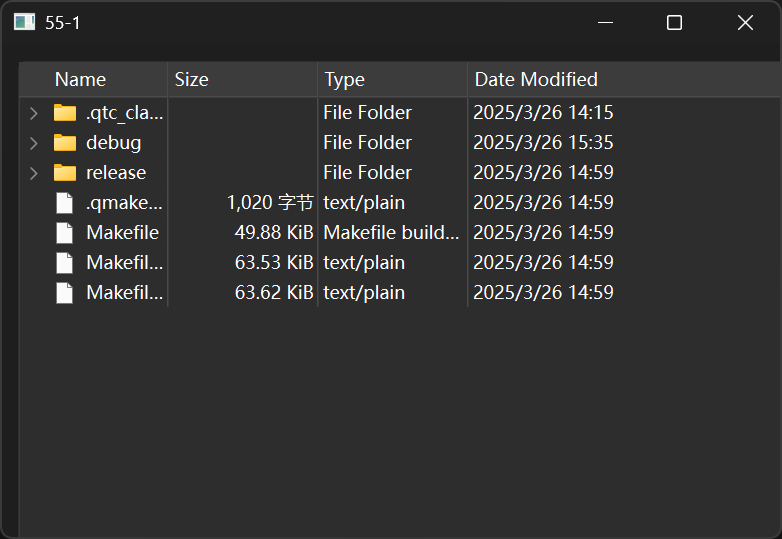 55-1
Name Size Type Date Modified
.qtc_cla... File Folder 2025/3/26 14:15
debug File Folder 2025/3/26 15:35
release File Folder 2025/3/26 14:59
.qmake... 1,020 字节 text/plain 2025/3/26 14:59
Makefile 49.88 KiB Makefile build... 2025/3/26 14:59
Makefil... 63.53 KiB text/plain 2025/3/26 14:59
Makefil... 63.62 KiB text/plain 2025/3/26 14:59